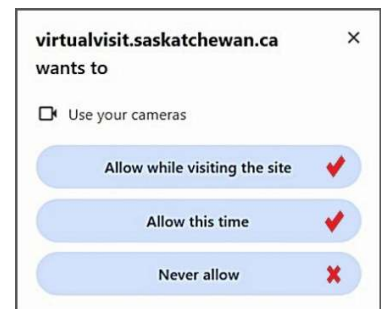 virtualvisit.saskatchewan.ca
wants to
Use your cameras
Allow while visiting the site
Allow this time
Never allow